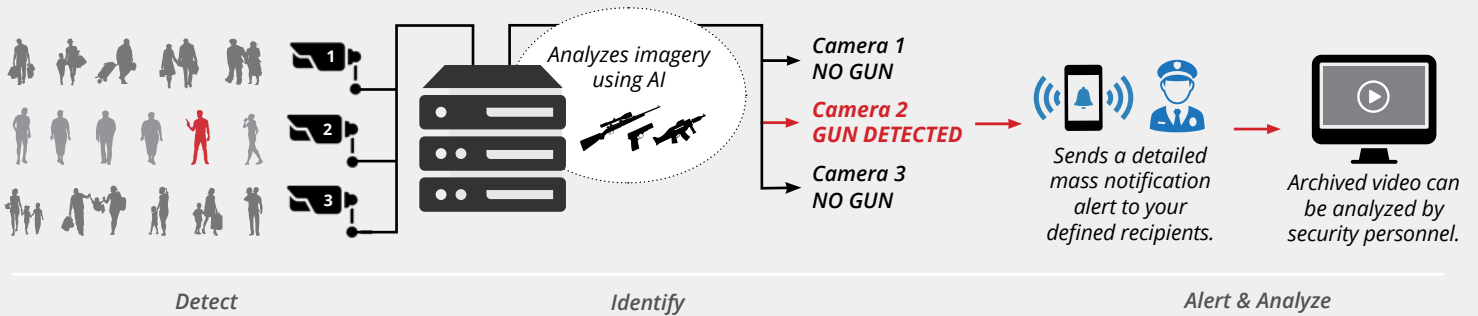 1
2
3
Analyzes imagery
using AI
Camera 1
NO GUN
Camera 2
GUN DETECTED
Camera 3
NO GUN
Sends a detailed
mass notification
alert to your
defined recipients.
Archived video can
be analyzed by
security personnel.
Detect
Identify
Alert & Analyze